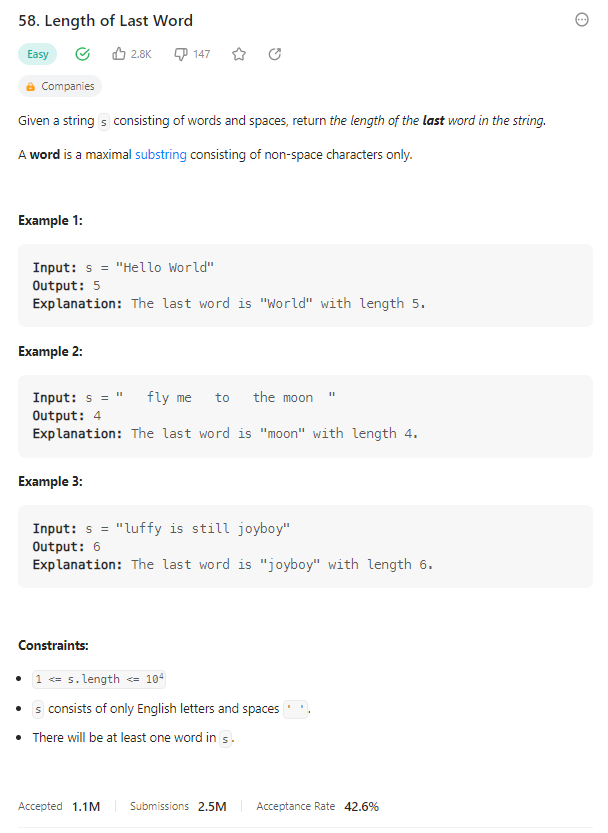 58. Length of Last Word
Easy 2.8K 147
Companies
Given a string s consisting of words and spaces, return the length of the last word in the string.
A word is a maximal substring consisting of non-space characters only.
Example 1:
Input: s = "Hello World"
Output: 5
Explanation: The last word is "World" with length 5.
Example 2:
Input: s = "   fly me   to   the moon  "
Output: 4
Explanation: The last word is "moon" with length 4.
Example 3:
Input: s = "luffy is still joyboy"
Output: 6
Explanation: The last word is "joyboy" with length 6.
Constraints:
• 1 <= s.length <= 10⁴
• s consists of only English letters and spaces ' '.
• There will be at least one word in s.
Accepted 1.1M Submissions 2.5M Acceptance Rate 42.6%